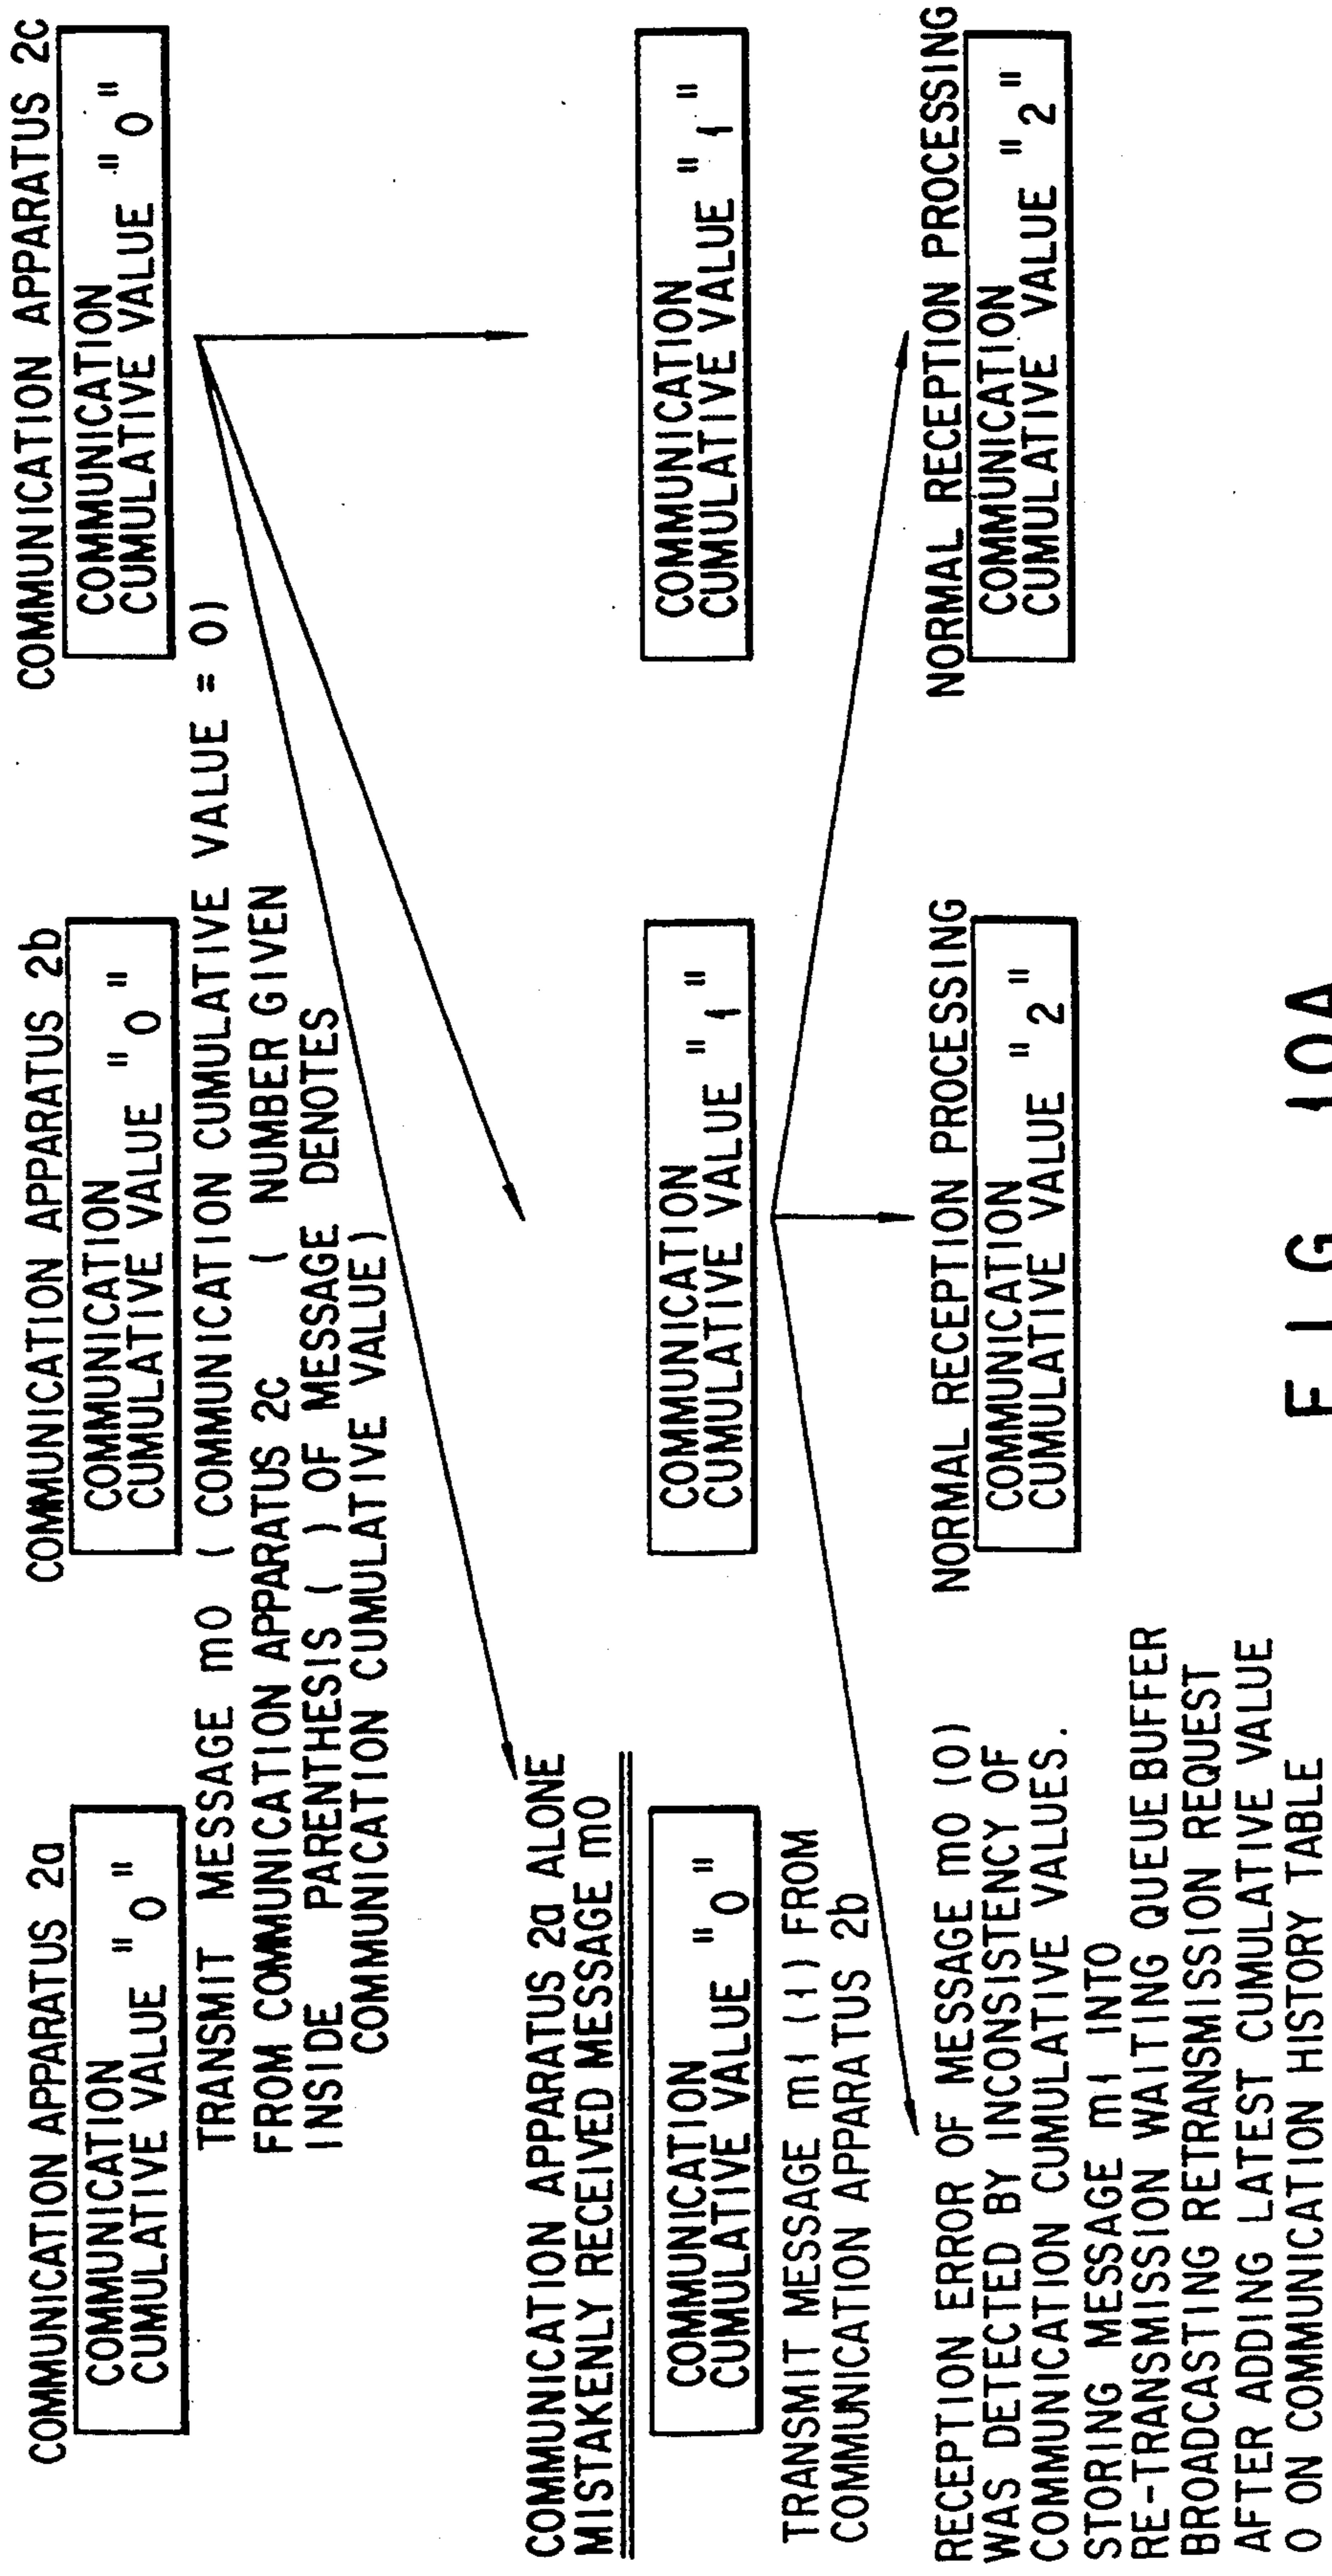 COMMUNICATION APPARATUS 2a
COMMUNICATION
CUMULATIVE VALUE "0"
COMMUNICATION APPARATUS 2b
COMMUNICATION
CUMULATIVE VALUE "0"
COMMUNICATION APPARATUS 2c
COMMUNICATION
CUMULATIVE VALUE "0"
TRANSMIT MESSAGE m0 ( COMMUNICATION CUMULATIVE VALUE = 0)
FROM COMMUNICATION APPARATUS 2C ( NUMBER GIVEN
INSIDE PARENTHESIS ( ) OF MESSAGE DENOTES
COMMUNICATION CUMULATIVE VALUE)
COMMUNICATION APPARATUS 2a ALONE
MISTAKENLY RECEIVED MESSAGE m0
COMMUNICATION
CUMULATIVE VALUE "0"
COMMUNICATION
CUMULATIVE VALUE "1"
COMMUNICATION
CUMULATIVE VALUE "1"
TRANSMIT MESSAGE m1 (1) FROM
COMMUNICATION APPARATUS 2b
RECEPTION ERROR OF MESSAGE m0 (0)
WAS DETECTED BY INCONSISTENCY OF
COMMUNICATION CUMULATIVE VALUES.
STORING MESSAGE m1 INTO
RE-TRANSMISSION WAITING QUEUE BUFFER
BROADCASTING RETRANSMISSION REQUEST
AFTER ADDING LATEST CUMULATIVE VALUE
0 ON COMMUNICATION HISTORY TABLE
NORMAL RECEPTION PROCESSING
COMMUNICATION
CUMULATIVE VALUE "2"
NORMAL RECEPTION PROCESSING
COMMUNICATION
CUMULATIVE VALUE "2"
FIG 10A